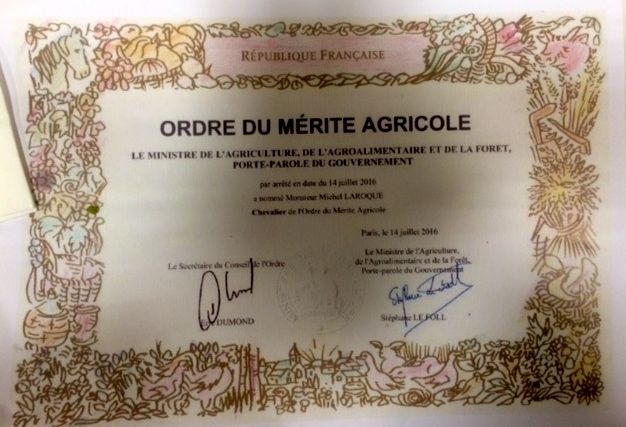 RÉPUBLIQUE FRANÇAISE
ORDRE DU MÉRITE AGRICOLE
LE MINISTRE DE L'AGRICULTURE, DE L'AGROALIMENTAIRE ET DE LA FORET,
PORTE-PAROLE DU GOUVERNEMENT
par arrêté en date du 14 juillet 2016
a nommé Monsieur Michel LAROQUE
Chevalier de l'Ordre du Mérite Agricole
Paris, le 14 juillet 2016
Le Secrétaire du Conseil de l'Ordre
Le Ministre de l'Agriculture,
de l'Agroalimentaire et de la Forêt,
Porte-parole du Gouvernement
DUMOND
Stéphane LE FOLL